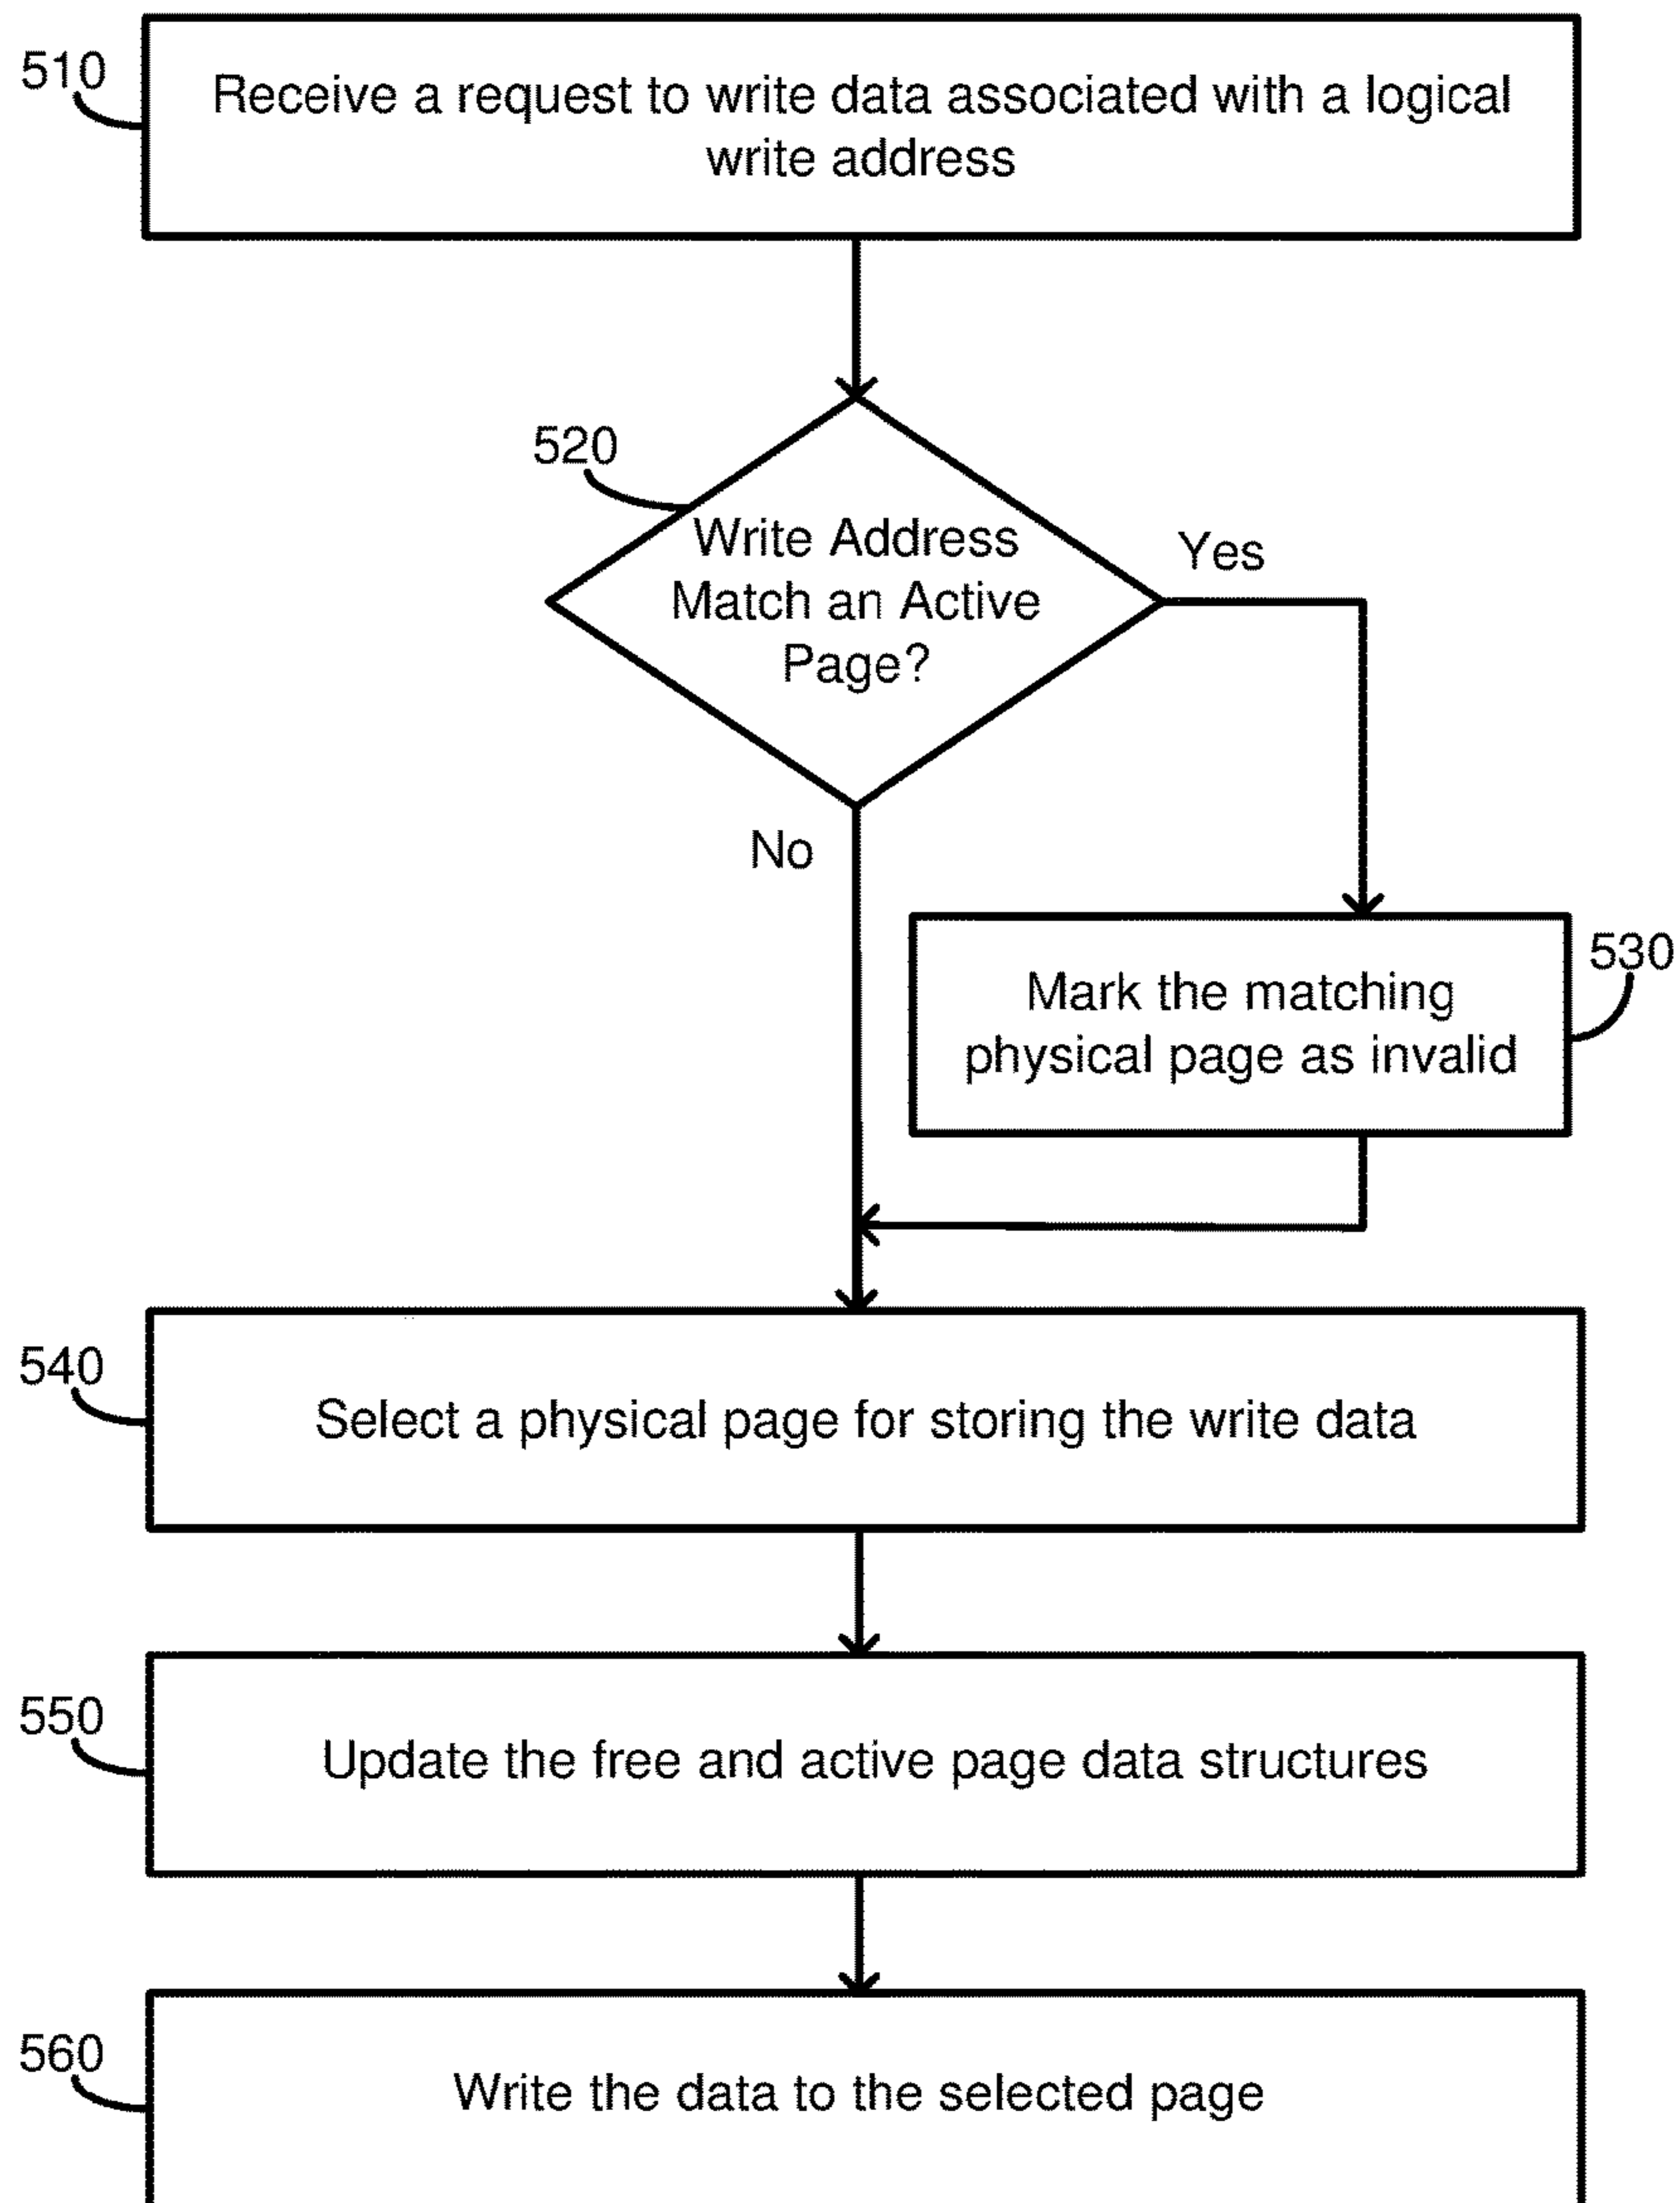 510
Receive a request to write data associated with a logical
write address
520
Write Address
Match an Active
Page?
Yes
No
530
Mark the matching
physical page as invalid
540
Select a physical page for storing the write data
550
Update the free and active page data structures
560
Write the data to the selected page